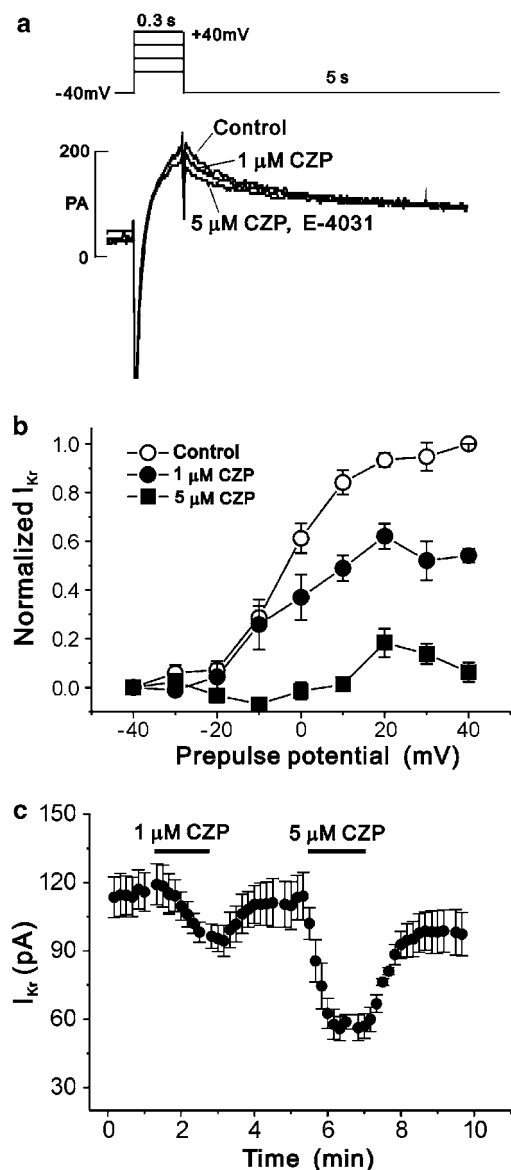 a
0.3 s
+40mV
-40mV
5 s
200
PA
0
Control
1 μM CZP
5 μM CZP, E-4031
b
Normalized IKr
1.0
0.8
0.6
0.4
0.2
0.0
Control
1 μM CZP
5 μM CZP
-40
-20
0
20
40
Prepulse potential (mV)
c
IKr (pA)
150
120
90
60
30
1 μM CZP
5 μM CZP
0
2
4
6
8
10
Time (min)